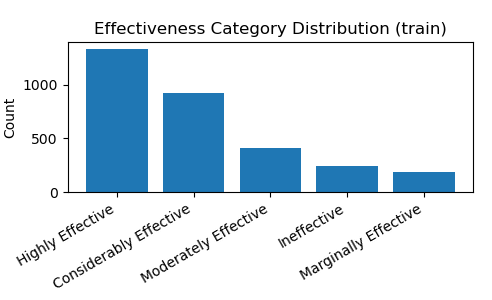 Effectiveness Category Distribution (train)
Count
1000
500
0
Highly Effective
Considerably Effective
Moderately Effective
Ineffective
Marginally Effective